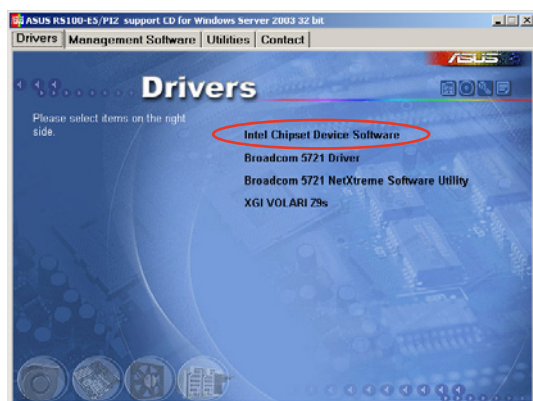 ASUS RS100-E5/PI2 support CD for Windows Server 2003 32 bit
Drivers Management Software Utilities Contact
ASUS
Drivers
Please select items on the right
side.
Intel Chipset Device Software
Broadcom 5721 Driver
Broadcom 5721 NetXtreme Software Utility
XGI VOLARI Z9s